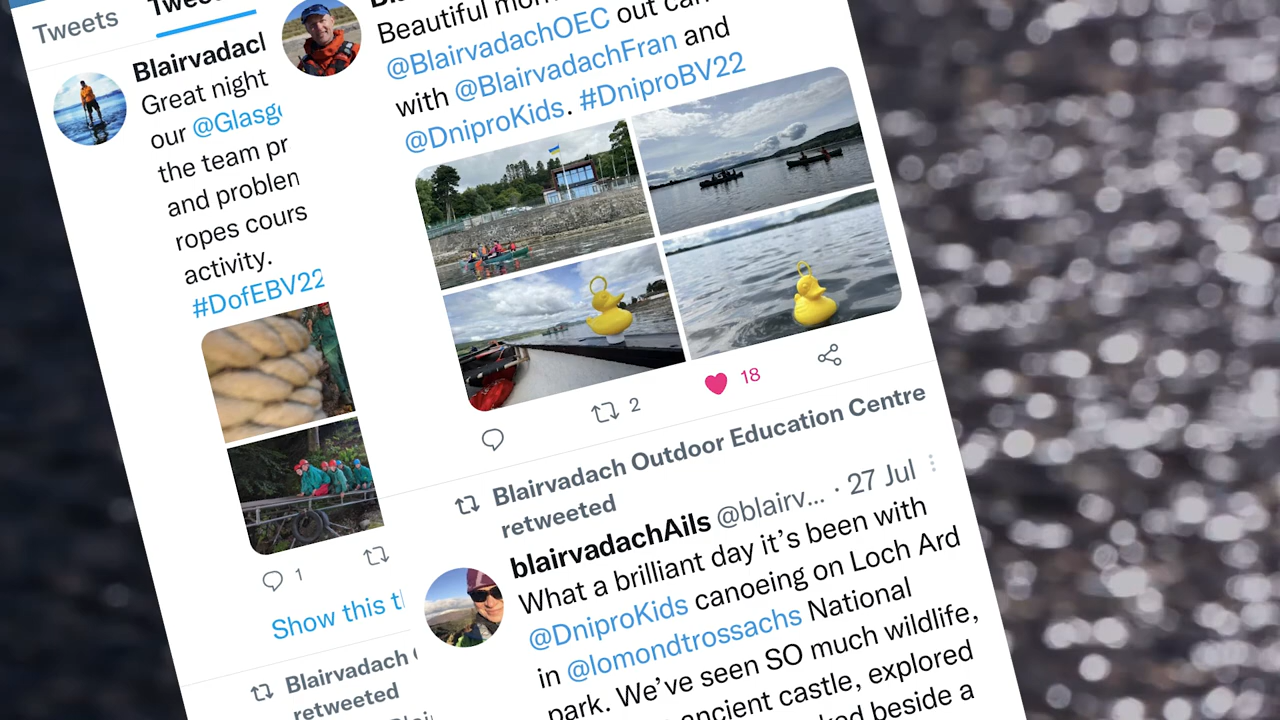 Tweets
Blairvadacl
Great night
our @Glasg
the team pr
and problen
ropes cours
activity.
#DofEBV22
1
Show this t
Blairvadach
retweeted
Beautiful
@BlairvadachOEC out
with @BlairvadachFran and
@DniproKids. #DniproBV22
2
18
Blairvadach Outdoor Education Centre
retweeted
blairvadachAils @blairv... · 27 Jul
What a brilliant day it's been with
@DniproKids canoeing on Loch Ard
in @lomondtrossachs National
park. We've seen SO much wildlife,
ancient castle, explored
beside a